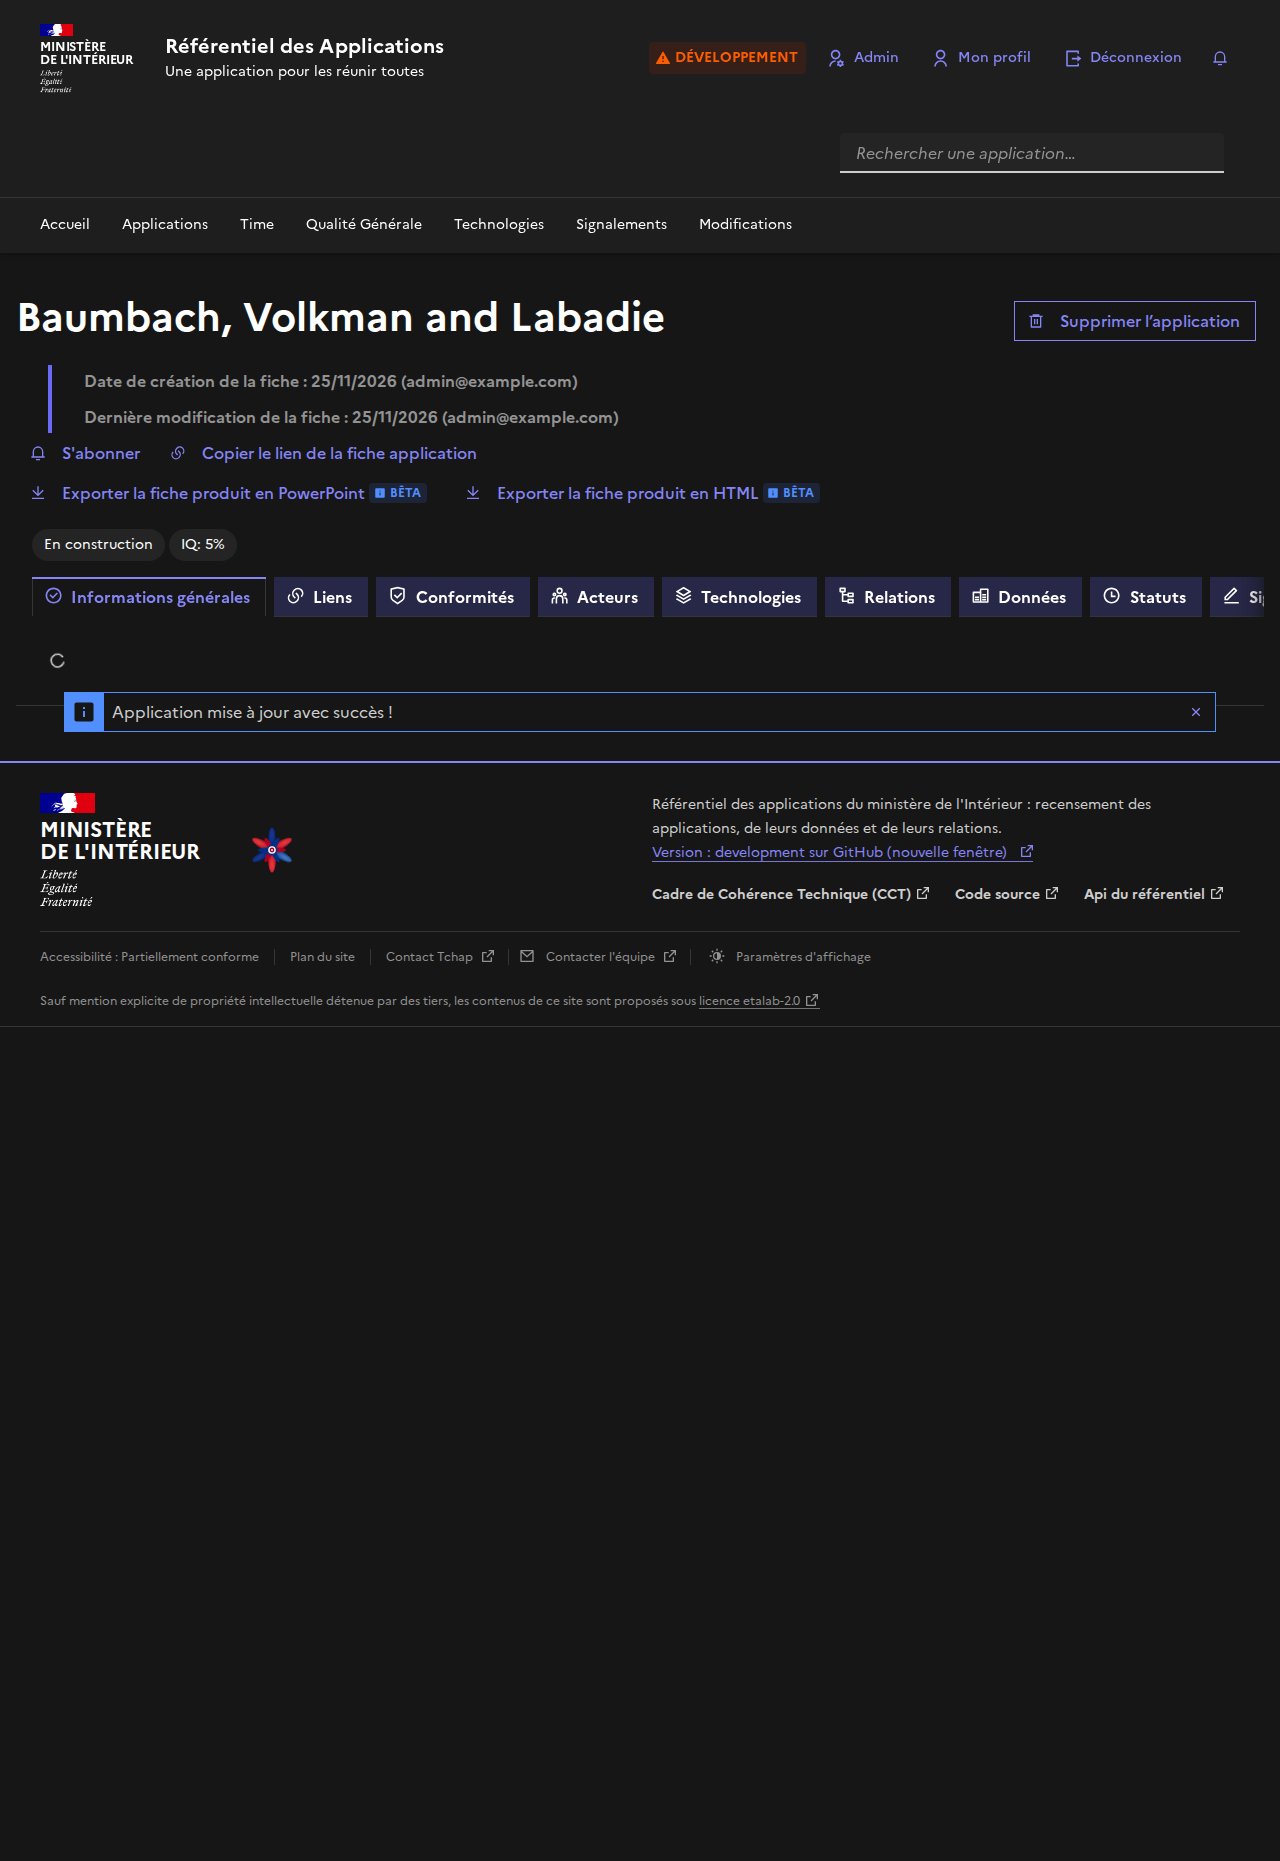 MINISTÈRE
DE L'INTÉRIEUR
Liberté
Égalité
Fraternité
Référentiel des Applications
Une application pour les réunir toutes
DÉVELOPPEMENT
Admin
Mon profil
Déconnexion
Rechercher une application...
Accueil
Applications
Time
Qualité Générale
Technologies
Signalements
Modifications
Baumbach, Volkman and Labadie
Supprimer l’application
Date de création de la fiche : 25/11/2026 (admin@example.com)
Dernière modification de la fiche : 25/11/2026 (admin@example.com)
S'abonner
Copier le lien de la fiche application
Exporter la fiche produit en PowerPoint BÊTA
Exporter la fiche produit en HTML BÊTA
En construction
IQ: 5%
Informations générales
Liens
Conformités
Acteurs
Technologies
Relations
Données
Statuts
Application mise à jour avec succès !
MINISTÈRE
DE L'INTÉRIEUR
Liberté
Égalité
Fraternité
Référentiel des applications du ministère de l'Intérieur : recensement des
applications, de leurs données et de leurs relations.
Version : development sur GitHub (nouvelle fenêtre)
Cadre de Cohérence Technique (CCT)
Code source
Api du référentiel
Accessibilité : Partiellement conforme
Plan du site
Contact Tchap
Contacter l'équipe
Paramètres d'affichage
Sauf mention explicite de propriété intellectuelle détenue par des tiers, les contenus de ce site sont proposés sous licence etalab-2.0